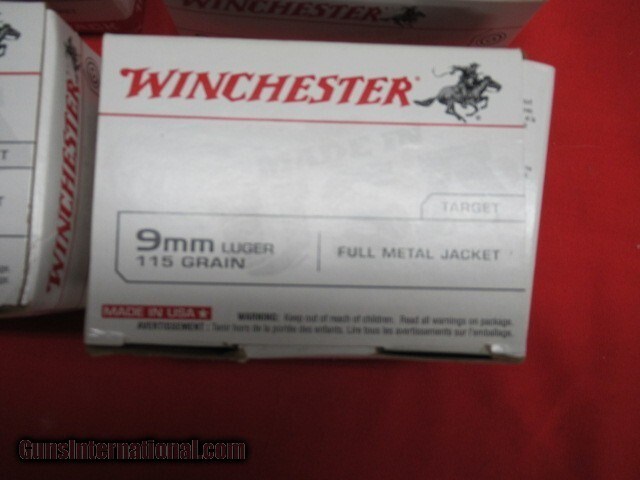 WINCHESTER
TARGET
9mm LUGER
115 GRAIN
FULL METAL JACKET
MADE IN USA
WARNING: Keep out of reach of children. Read all warnings on package.
AVERTISSEMENT: Tenir hors de la portée des enfants. Lire tous les avertissements sur l'emballage.
WINCHESTER
GunsInternational.com